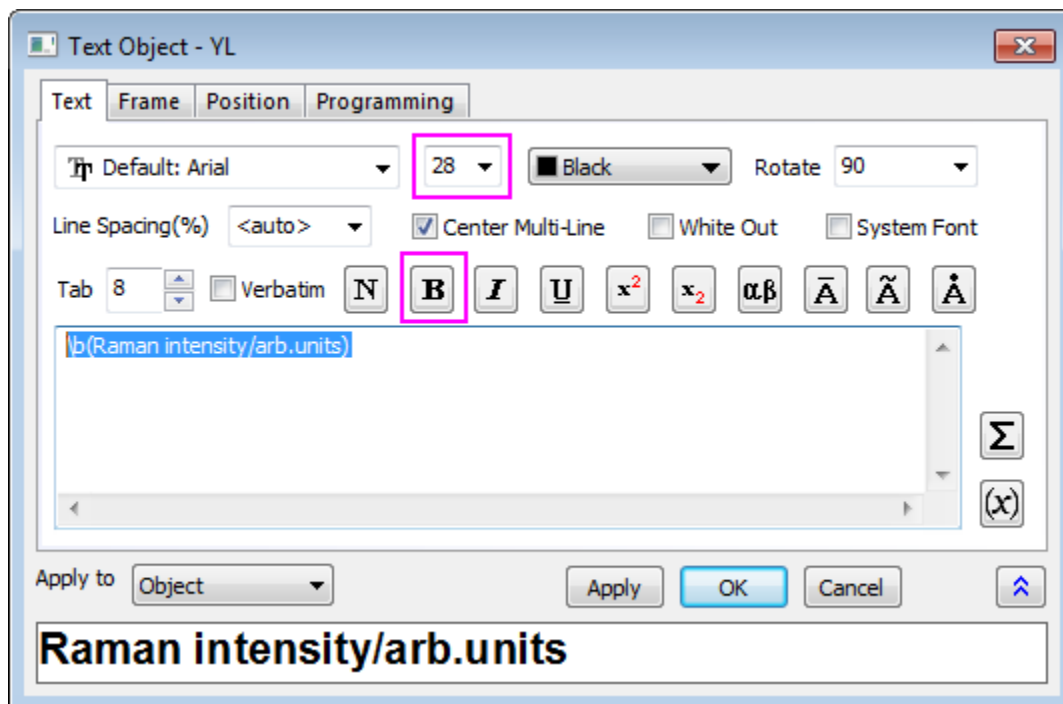 Text Object - YL
Text Frame Position Programming
Default: Arial 28 Black Rotate 90
Line Spacing(%) <auto> Center Multi-Line White Out System Font
Tab 8 Verbatim N B I U x² x₂ αβ Ā Ã Å
\b(Raman intensity/arb.units)
Σ
(x)
Apply to Object Apply OK Cancel
Raman intensity/arb.units